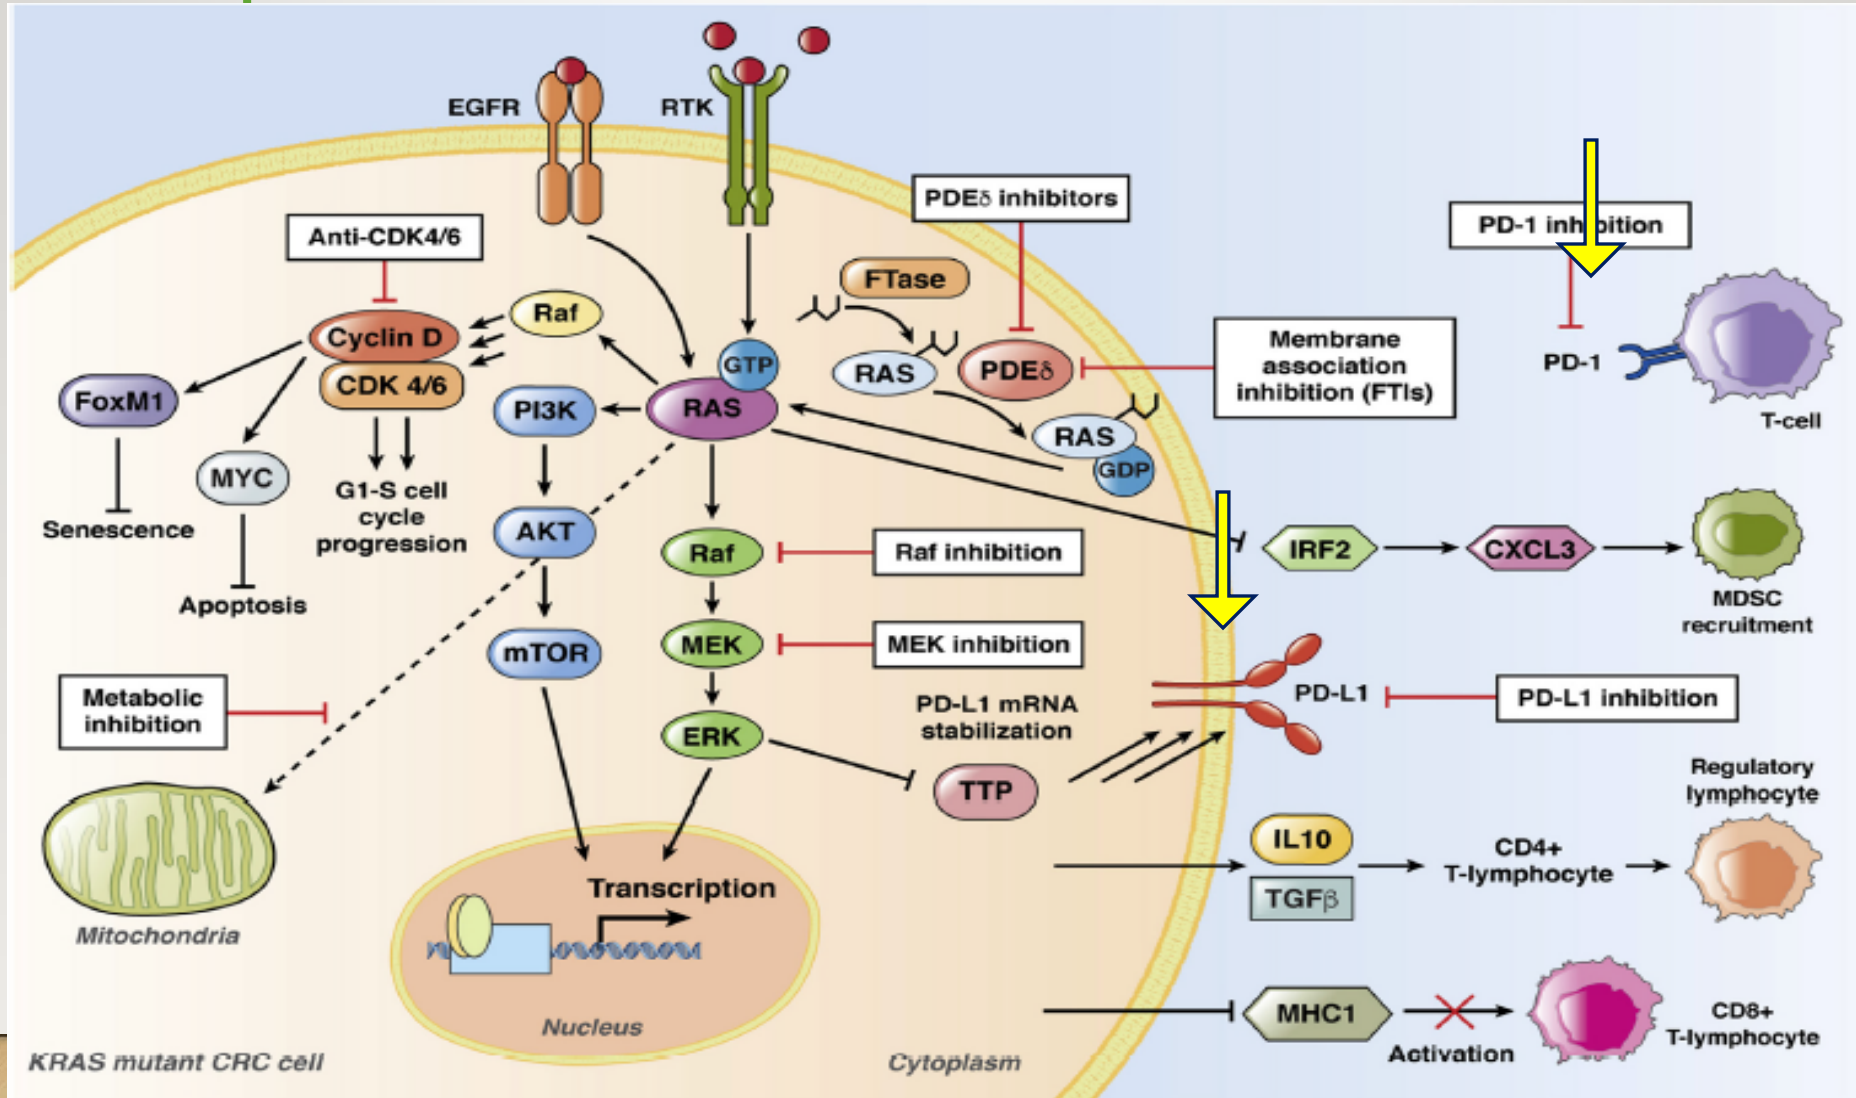 EGFR
RTK
PDEδ inhibitors
PD-1 inhibition
Anti-CDK4/6
FTase
Raf
Cyclin D
CDK 4/6
GTP
RAS
PDEδ
Membrane
association
inhibition (FTIs)
PD-1
T-cell
FoxM1
PI3K
RAS
RAS
GDP
MYC
G1-S cell
cycle
progression
Senescence
AKT
Raf
Raf inhibition
IRF2
CXCL3
MDSC
recruitment
Apoptosis
mTOR
MEK
MEK inhibition
Metabolic
inhibition
PD-L1 mRNA
stabilization
PD-L1
PD-L1 inhibition
ERK
TTP
Regulatory
lymphocyte
IL10
TGFβ
CD4+
T-lymphocyte
Transcription
Mitochondria
Nucleus
MHC1
Activation
CD8+
T-lymphocyte
KRAS mutant CRC cell
Cytoplasm